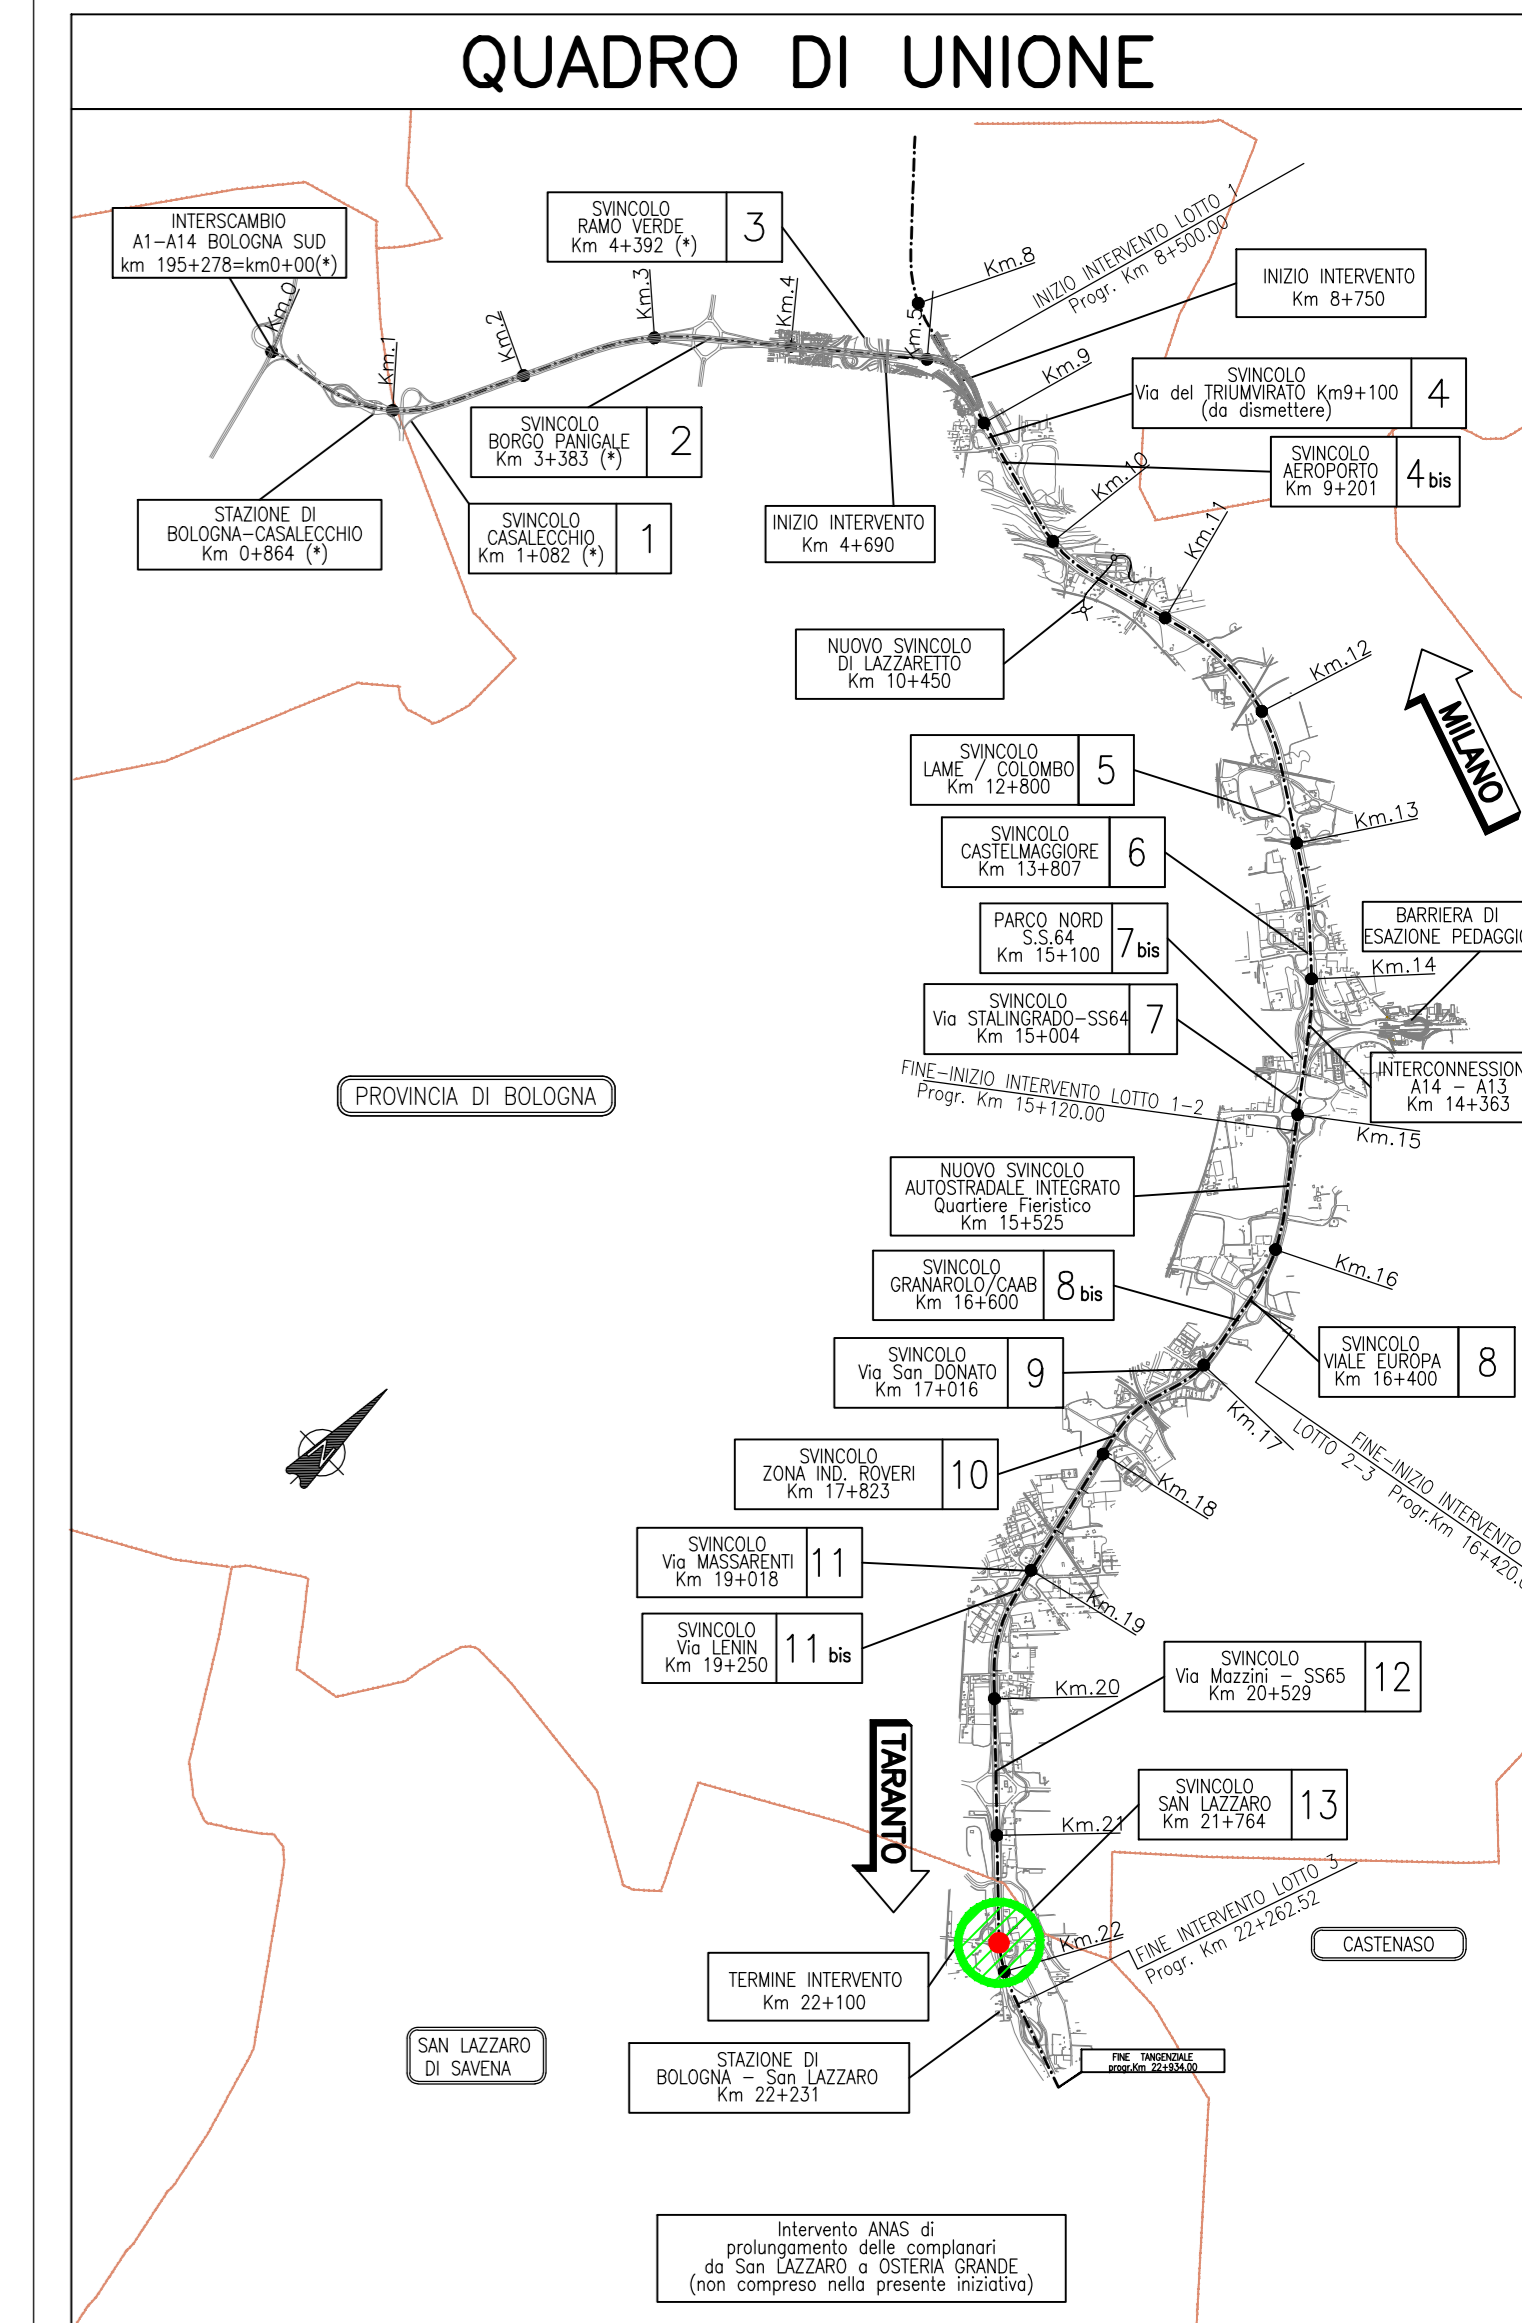 QUADRO DI UNIONE
INTERSCAMBIO
A1-A14 BOLOGNA SUD
km 195+278=km0+00(*)
SVINCOLO
RAMO VERDE
Km 4+392 (*)
3
Km.0
Km.1
Km.2
Km.3
Km.4
Km.5
Km.8
INIZIO INTERVENTO LOTTO 1
Progr. Km 8+500.00
INIZIO INTERVENTO
Km 8+750
Km.9
SVINCOLO
Via del TRIUMVIRATO Km9+100
(da dismettere)
4
SVINCOLO
BORGO PANIGALE
Km 3+383 (*)
2
SVINCOLO
AEROPORTO
Km 9+201
4 bis
Km.10
STAZIONE DI
BOLOGNA-CASALECCHIO
Km 0+864 (*)
SVINCOLO
CASALECCHIO
Km 1+082 (*)
1
INIZIO INTERVENTO
Km 4+690
Km.11
NUOVO SVINCOLO
DI LAZZARETTO
Km 10+450
Km.12
MILANO
SVINCOLO
LAME / COLOMBO
Km 12+800
5
Km.13
SVINCOLO
CASTELMAGGIORE
Km 13+807
6
PARCO NORD
S.S.64
Km 15+100
7 bis
BARRIERA DI
ESAZIONE PEDAGGIO
Km.14
SVINCOLO
Via STALINGRADO-SS64
Km 15+004
7
INTERCONNESSION
A14 - A13
Km 14+363
FINE-INIZIO INTERVENTO LOTTO 1-2
Progr. Km 15+120.00
Km.15
PROVINCIA DI BOLOGNA
NUOVO SVINCOLO
AUTOSTRADALE INTEGRATO
Quartiere Fieristico
Km 15+525
Km.16
SVINCOLO
GRANAROLO/CAAB
Km 16+600
8 bis
SVINCOLO
VIALE EUROPA
Km 16+400
8
SVINCOLO
Via San DONATO
Km 17+016
9
Km.17
FINE-INIZIO INTERVENTO
LOTTO 2-3 Progr.Km 16+420.
N
SVINCOLO
ZONA IND. ROVERI
Km 17+823
10
Km.18
SVINCOLO
Via MASSARENTI
Km 19+018
11
Km.19
SVINCOLO
Via LENIN
Km 19+250
11 bis
SVINCOLO
Via Mazzini - SS65
Km 20+529
12
Km.20
TARANTO
SVINCOLO
SAN LAZZARO
Km 21+764
13
Km.21
FINE INTERVENTO LOTTO 3
Progr. Km 22+262.52
Km.22
CASTENASO
TERMINE INTERVENTO
Km 22+100
SAN LAZZARO
DI SAVENA
STAZIONE DI
BOLOGNA - San LAZZARO
Km 22+231
FINE TANGENZIALE
progr.Km 22+934.00
Intervento ANAS di
prolungamento delle complanari
da San LAZZARO a OSTERIA GRANDE
(non compreso nella presente iniziativa)